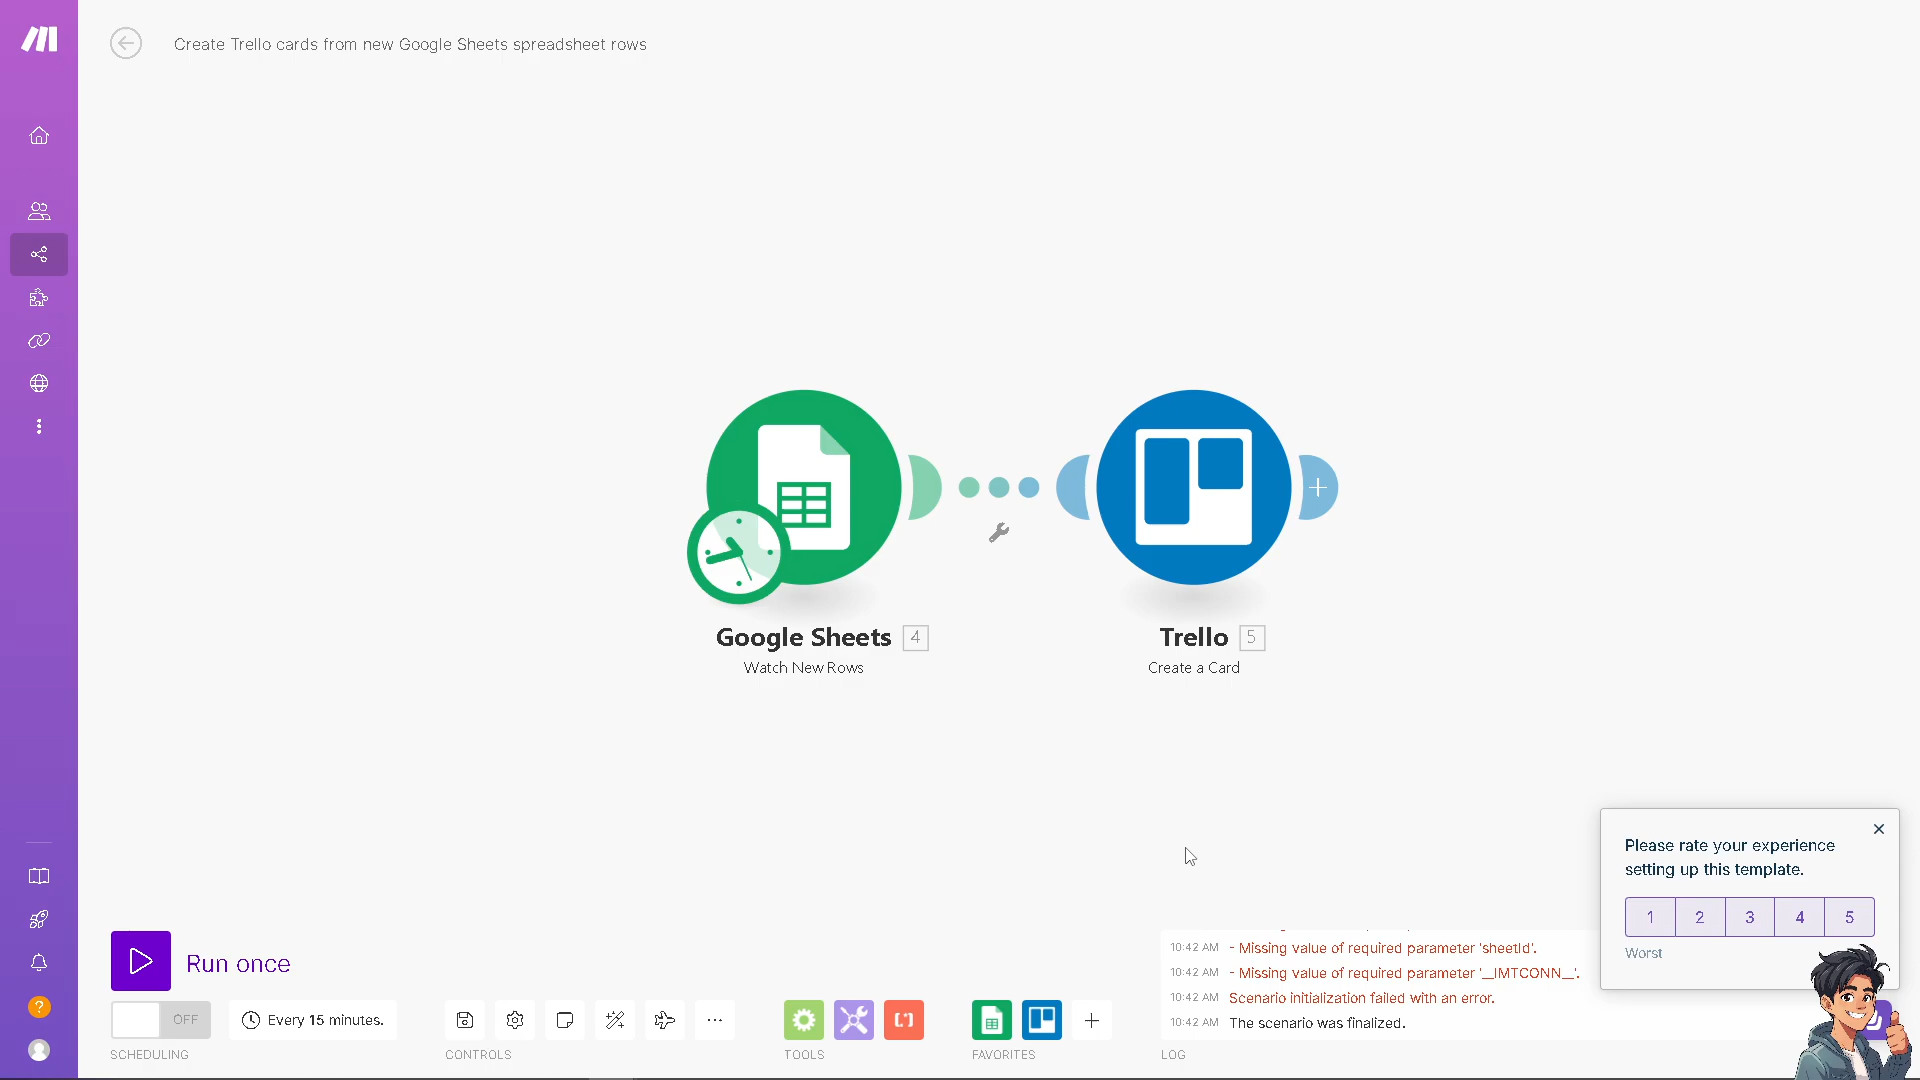 Create Trello cards from new Google Sheets spreadsheet rows
Google Sheets 4
Watch New Rows
Trello 5
Create a Card
Please rate your experience
setting up this template.
1 2 3 4 5
Worst
Run once
OFF
Every 15 minutes.
SCHEDULING
CONTROLS
TOOLS
FAVORITES
10:42 AM - Missing value of required parameter 'sheetId'.
10:42 AM - Missing value of required parameter '__IMTCONN__'.
10:42 AM Scenario initialization failed with an error.
10:42 AM The scenario was finalized.
LOG